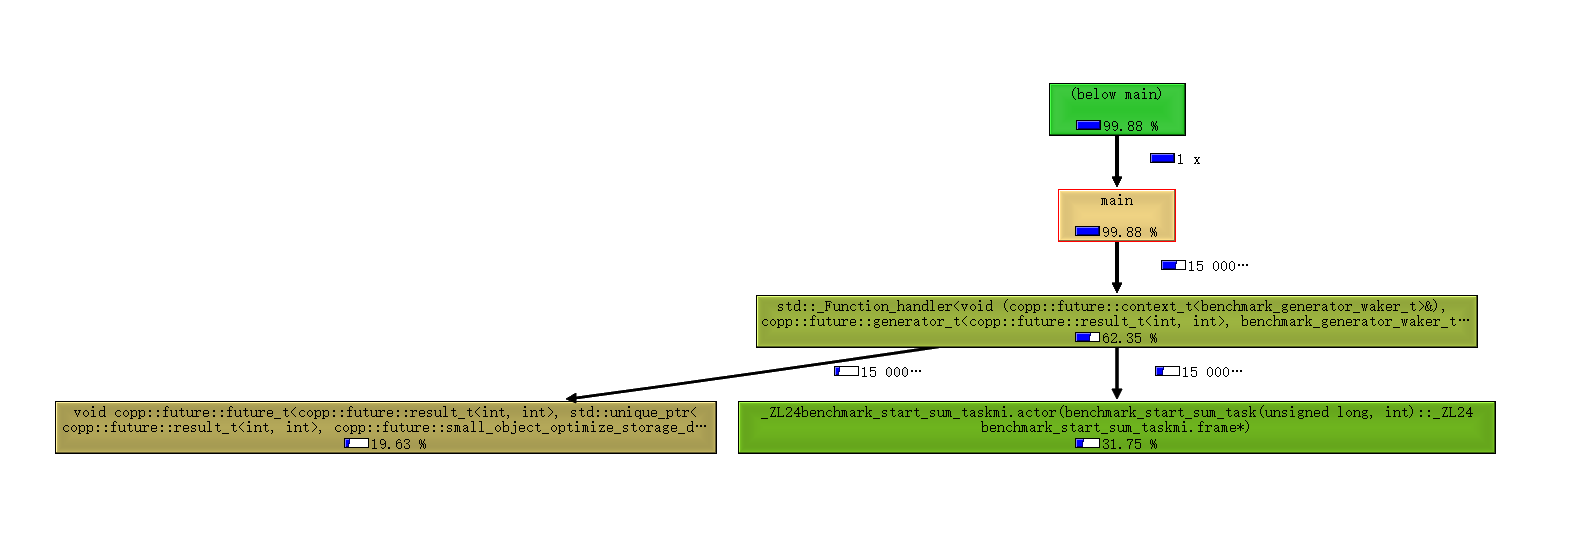 (below main)
99.88 %
1 x
main
99.88 %
15 000…
std::_Function_handler<void (copp::future::context_t<benchmark_generator_waker_t>&),
copp::future::generator_t<copp::future::result_t<int, int>, benchmark_generator_waker_t…
62.35 %
15 000…
15 000…
void copp::future::future_t<copp::future::result_t<int, int>, std::unique_ptr<
copp::future::result_t<int, int>, copp::future::small_object_optimize_storage_d…
19.63 %
_ZL24benchmark_start_sum_taskmi.actor(benchmark_start_sum_task(unsigned long, int)::_ZL24
benchmark_start_sum_taskmi.frame*)
31.75 %